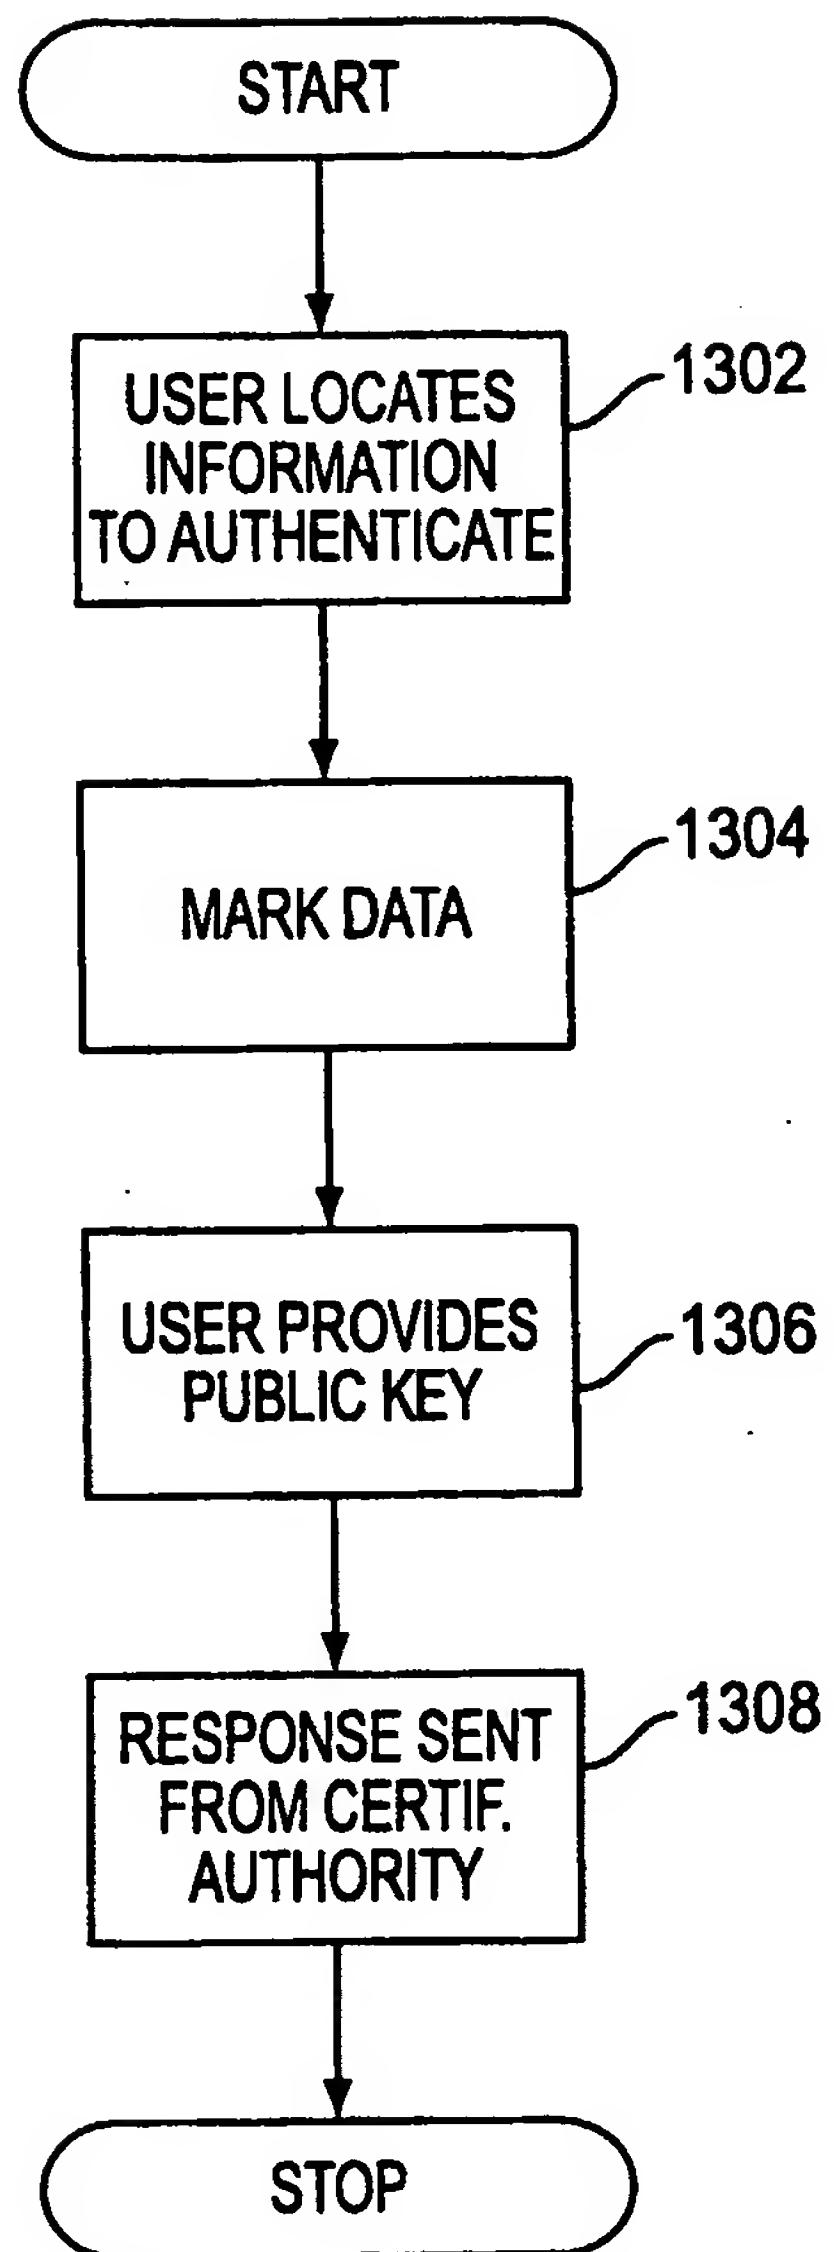 START
USER LOCATES
INFORMATION
TO AUTHENTICATE
1302
MARK DATA
1304
USER PROVIDES
PUBLIC KEY
1306
RESPONSE SENT
FROM CERTIF.
AUTHORITY
1308
STOP